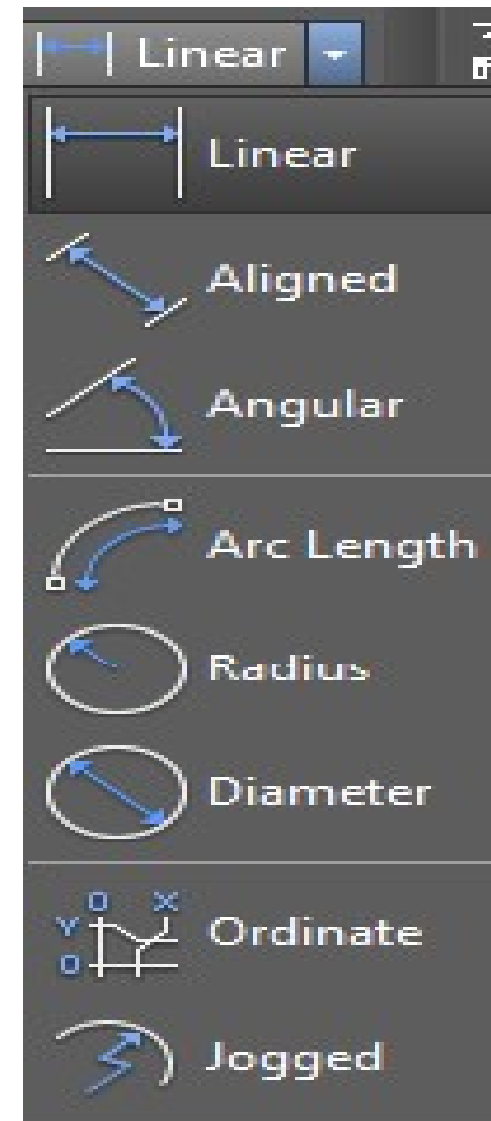 Linear
Linear
Aligned
Angular
Arc Length
Radius
Diameter
O X
Y
O
Ordinate
Jogged